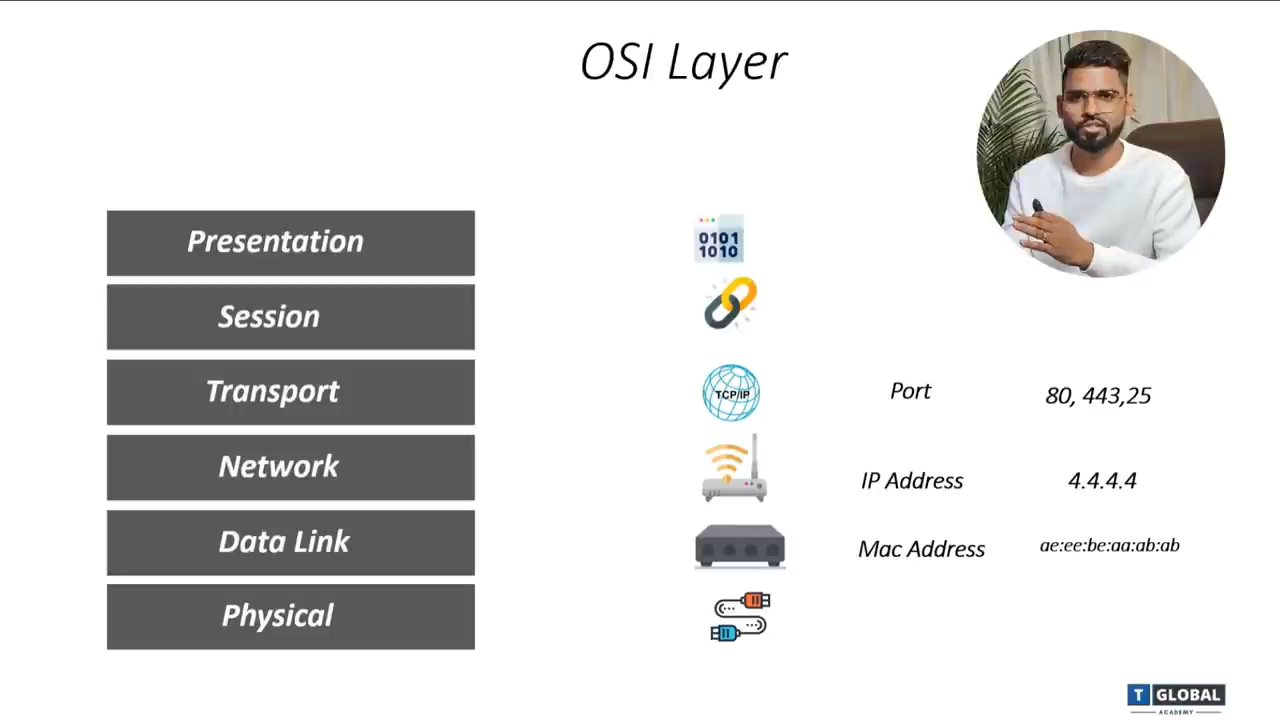 OSI Layer
Presentation
0101
1010
Session
Transport
TCP/IP
Port
80, 443,25
Network
IP Address
4.4.4.4
Data Link
Mac Address
ae:ee:be:aa:ab:ab
Physical
T GLOBAL
ACADEMY